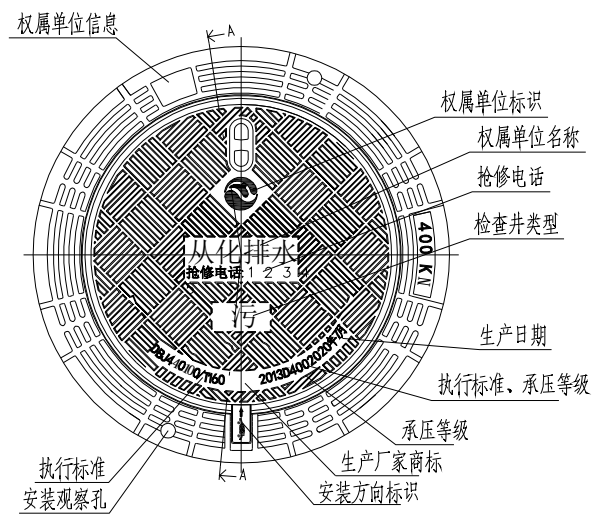 权属单位信息
A
权属单位标识
权属单位名称
抢修电话
检查井类型
从化排水
抢修电话:123
400 KN
污
生产日期
执行标准、承压等级
承压等级
生产厂家商标
安装方向标识
执行标准
安装观察孔
A